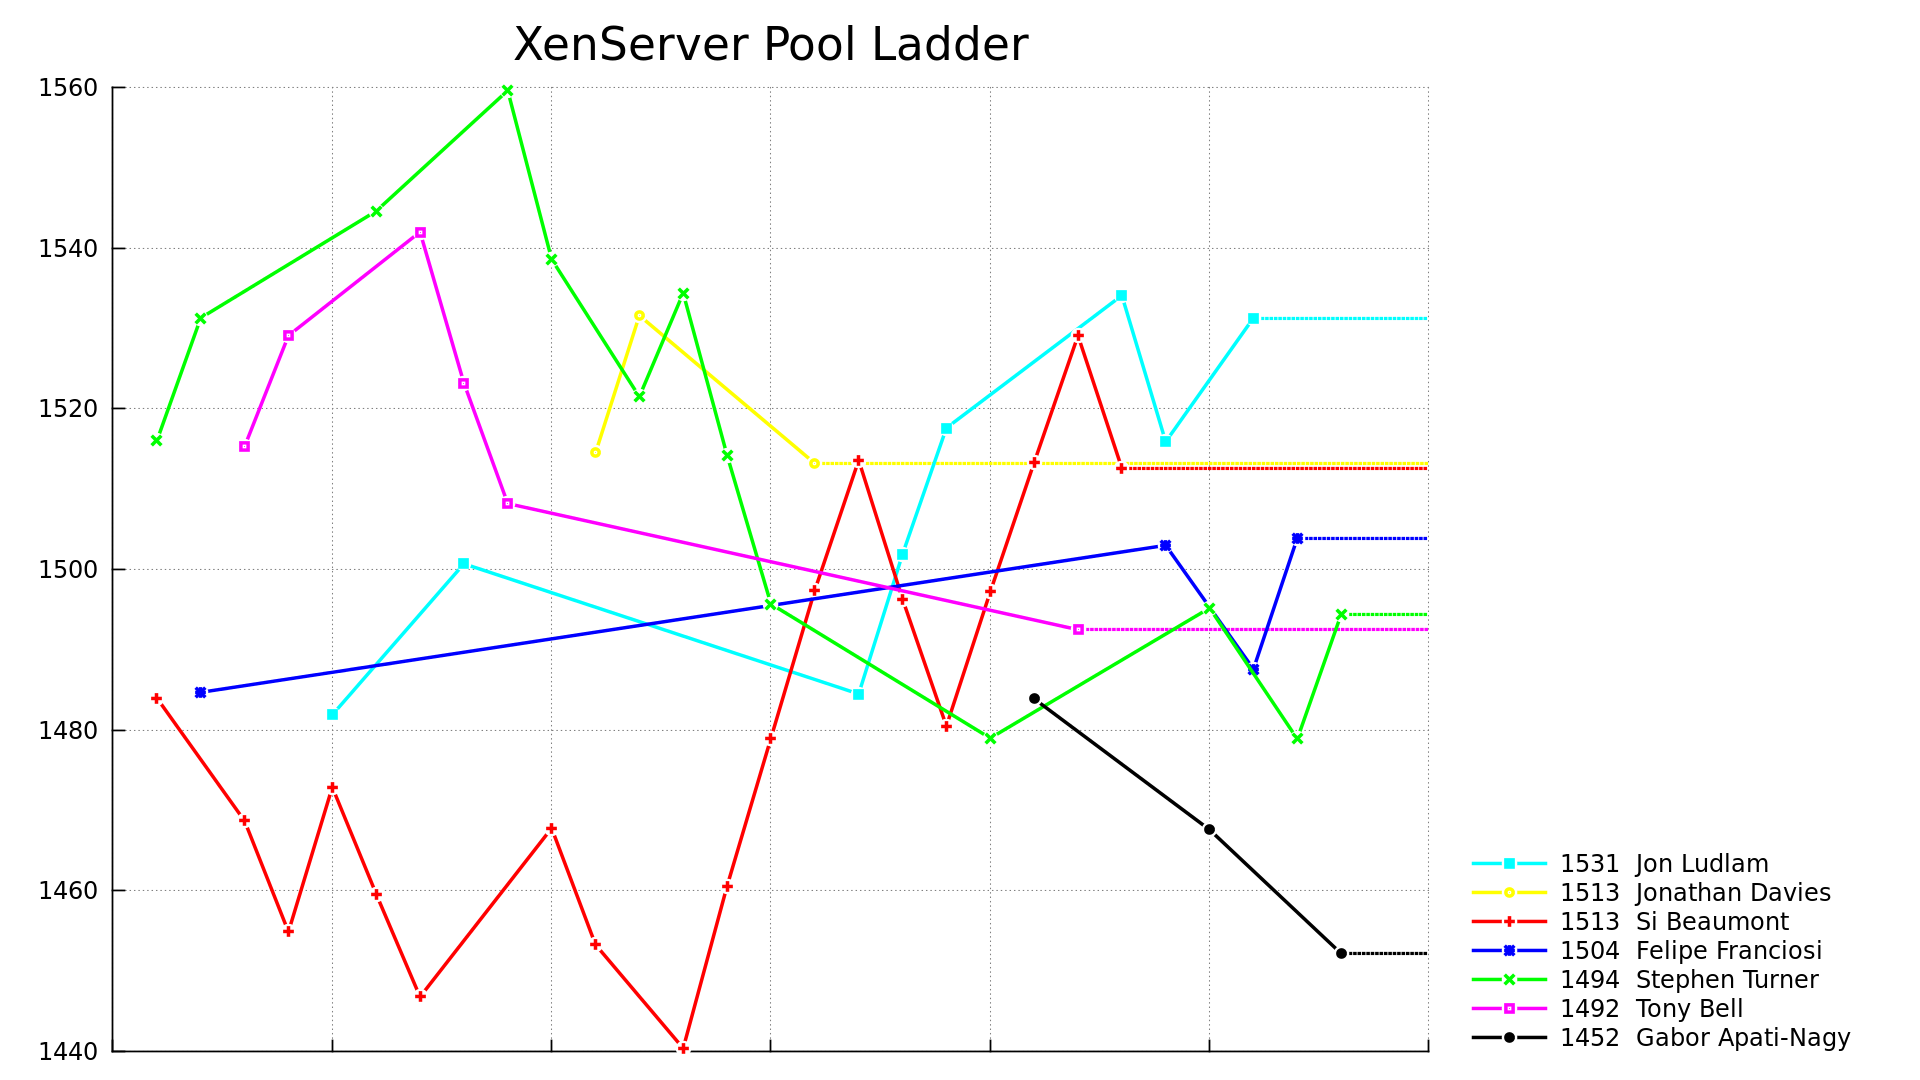 XenServer Pool Ladder
1560
1540
1520
1500
1480
1460
1440
1531 Jon Ludlam
1513 Jonathan Davies
1513 Si Beaumont
1504 Felipe Franciosi
1494 Stephen Turner
1492 Tony Bell
1452 Gabor Apati-Nagy